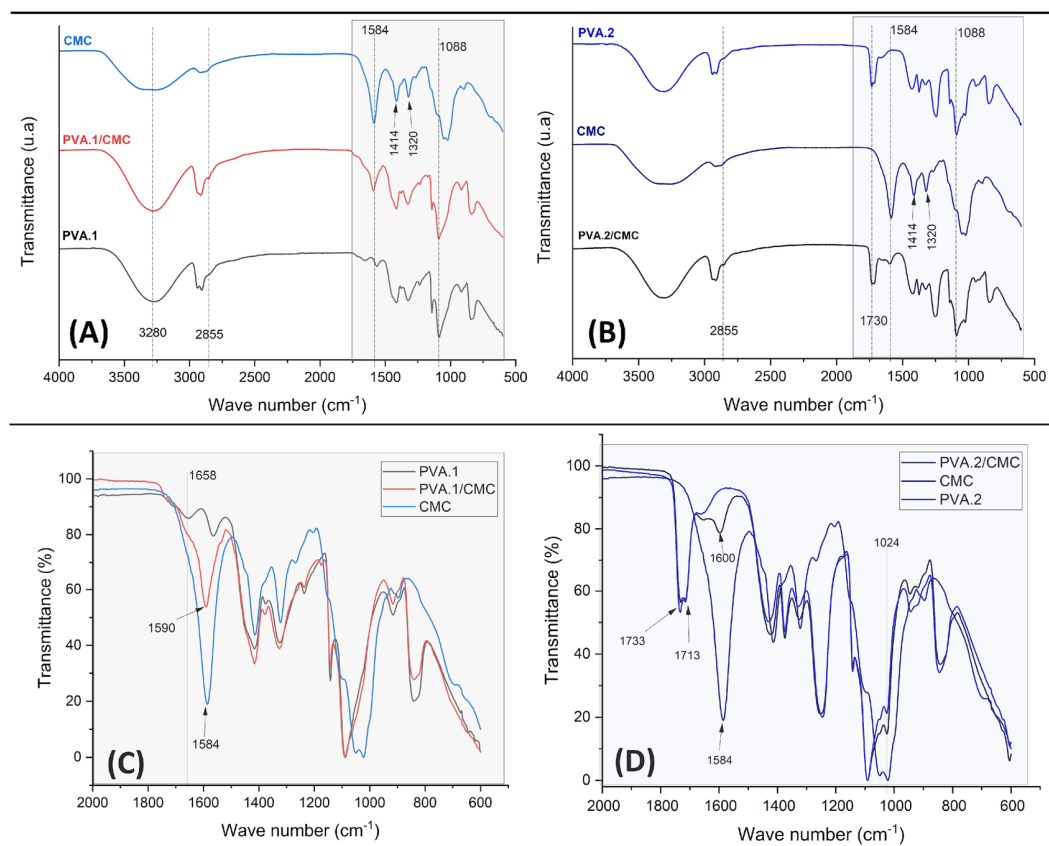 1584
CMC
1088
PVA.1/CMC
1414
1320
PVA.1
(A)
3280
2855
Transmittance (u.a)
4000 3500 3000 2500 2000 1500 1000 500
Wave number (cm-1)
PVA.2
1584
1088
CMC
1414
1320
PVA.2/CMC
(B)
2855
1730
Transmittance (u.a)
4000 3500 3000 2500 2000 1500 1000 500
Wave number (cm-1)
1658
PVA.1
PVA.1/CMC
CMC
100
80
60
40
20
0
1590
1584
(C)
Transmittance (%)
2000 1800 1600 1400 1200 1000 800 600
Wave number (cm-1)
PVA.2/CMC
CMC
PVA.2
100
80
60
40
20
0
1600
1024
1733
1713
1584
(D)
Transmittance (%)
2000 1800 1600 1400 1200 1000 800 600
Wave number (cm-1)